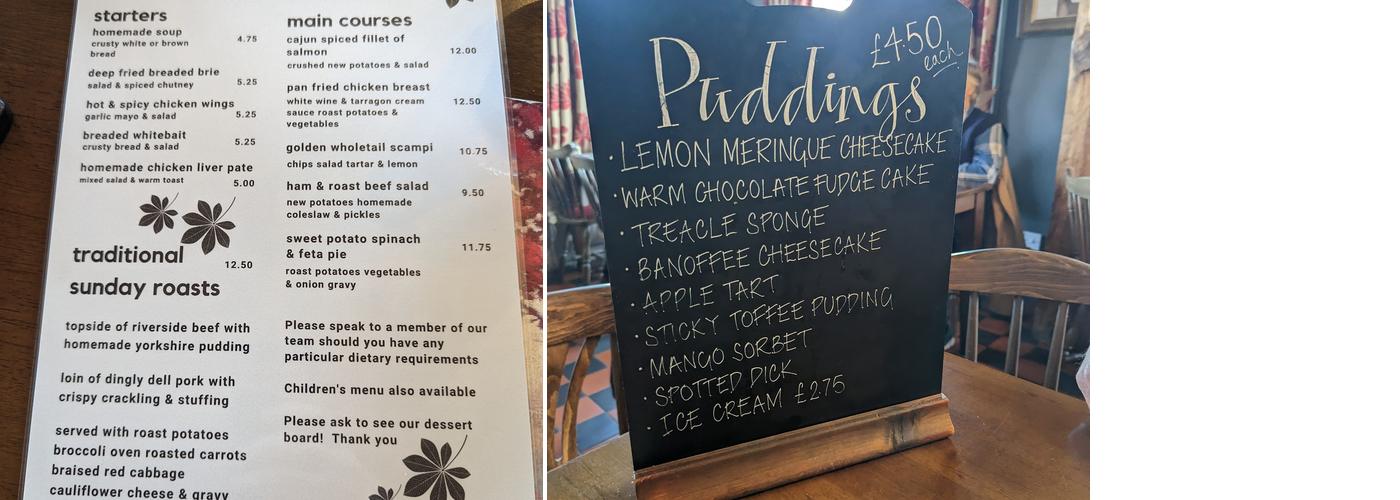 starters
homemade soup
crusty white or brown
bread
4.75
deep fried breaded brie
salad & spiced chutney
5.25
hot & spicy chicken wings
garlic mayo & salad
5.25
breaded whitebait
crusty bread & salad
5.25
homemade chicken liver pate
mixed salad & warm toast
5.00
traditional
12.50
sunday roasts
topside of riverside beef with
homemade yorkshire pudding
loin of dingly dell pork with
crispy crackling & stuffing
served with roast potatoes
broccoli oven roasted carrots
braised red cabbage
cauliflower cheese & gravy
main courses
cajun spiced fillet of
salmon
12.00
crushed new potatoes & salad
pan fried chicken breast
white wine & tarragon cream
12.50
sauce roast potatoes &
vegetables
golden wholetail scampi
10.75
chips salad tartar & lemon
ham & roast beef salad
9.50
new potatoes homemade
coleslaw & pickles
sweet potato spinach
& feta pie
11.75
roast potatoes vegetables
& onion gravy
Please speak to a member of our
team should you have any
particular dietary requirements
Children's menu also available
Please ask to see our dessert
board! Thank you
£4.50
each
Puddings
· LEMON MERINGUE CHEESECAKE
· WARM CHOCOLATE FUDGE CAKE
· TREACLE SPONGE
· BANOFFEE CHEESECAKE
· APPLE TART
· STICKY TOFFEE PUDDING
· MANGO SORBET
· SPOTTED DICK
· ICE CREAM £2.75